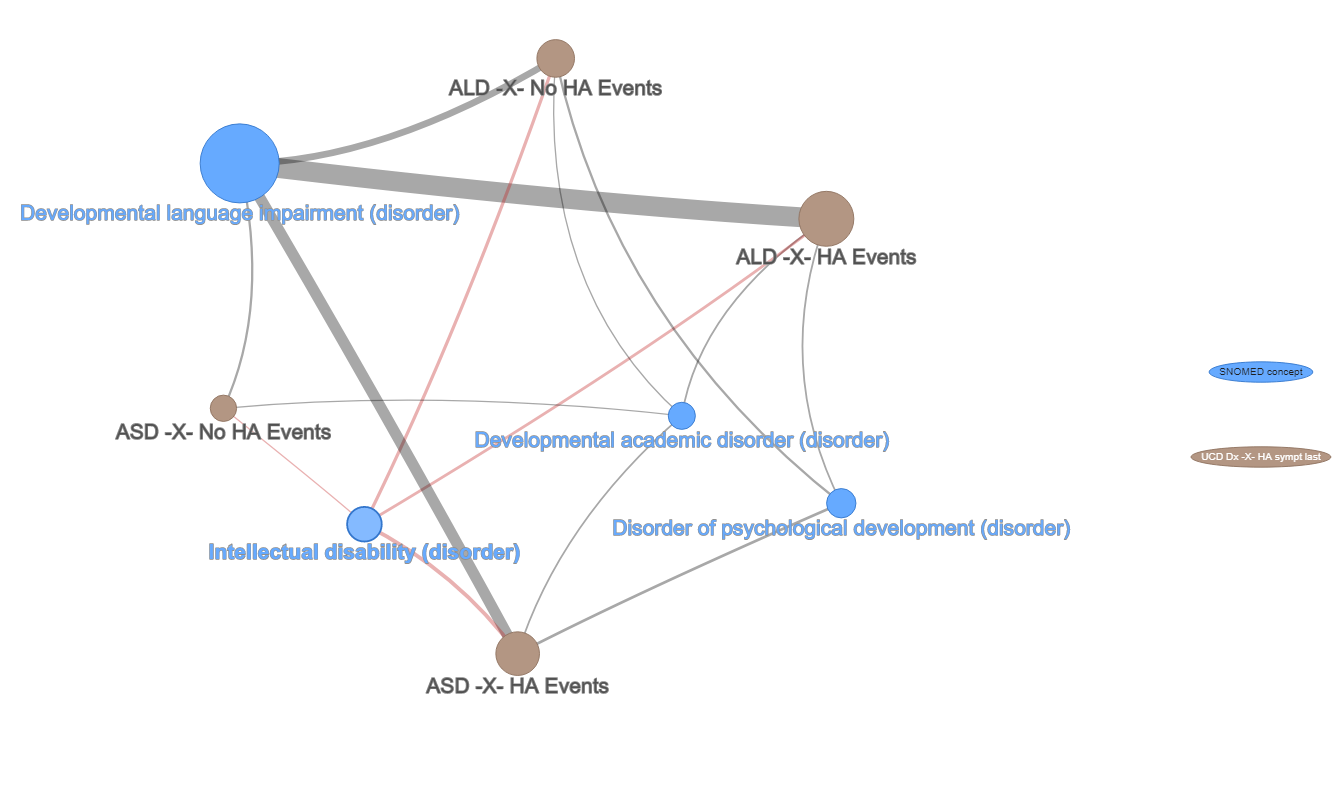 ALD -X- No HA Events
Developmental language impairment (disorder)
ALD -X- HA Events
SNOMED concept
ASD -X- No HA Events
Developmental academic disorder (disorder)
UCD Dx -X- HA sympt last
Disorder of psychological development (disorder)
Intellectual disability (disorder)
ASD -X- HA Events